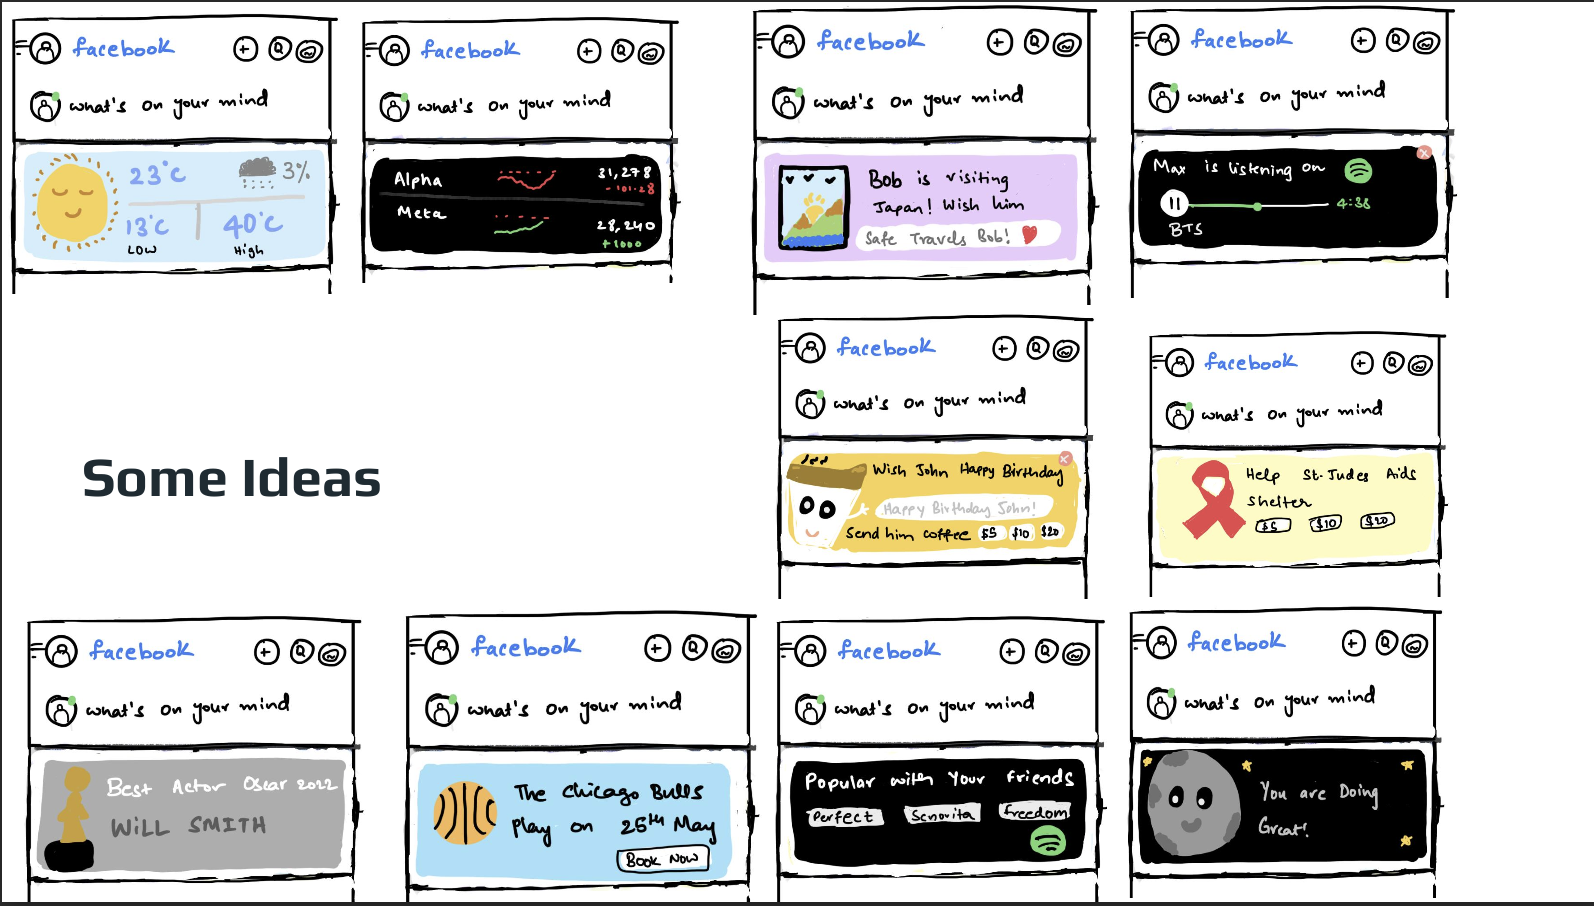 facebook
what's on your mind
23°C
3%
13°C
40°C
LOW
High
facebook
what's on your mind
Alpha
31,278
- 101.28
Meta
28,240
+1000
facebook
what's on your mind
Bob is visiting
Japan! Wish him
Safe Travels Bob!
facebook
what's on your mind
Max is listening on
4:38
BTS
Some Ideas
facebook
what's on your mind
Wish John Happy Birthday
Happy Birthday John!
Send him coffee $5 $10 $20
facebook
what's on your mind
Help St. Judes Aids
Shelter
$5 $10 $20
facebook
what's on your mind
Best Actor Oscar 2022
WILL SMITH
facebook
what's on your mind
The Chicago Bulls
play on 25th May
Book Now
facebook
what's on your mind
Popular with Your friends
Perfect Senorita freedom
facebook
what's on your mind
You are Doing
Great!